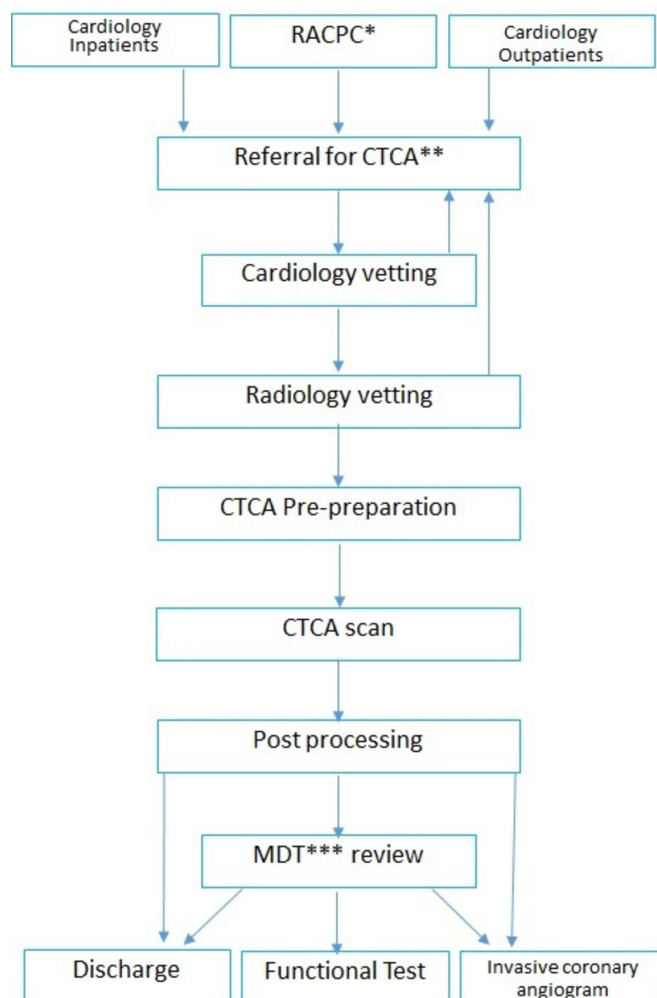 Cardiology
Inpatients
RACPC*
Cardiology
Outpatients
Referral for CTCA**
Cardiology vetting
Radiology vetting
CTCA Pre-preparation
CTCA scan
Post processing
MDT*** review
Discharge
Functional Test
Invasive coronary
angiogram